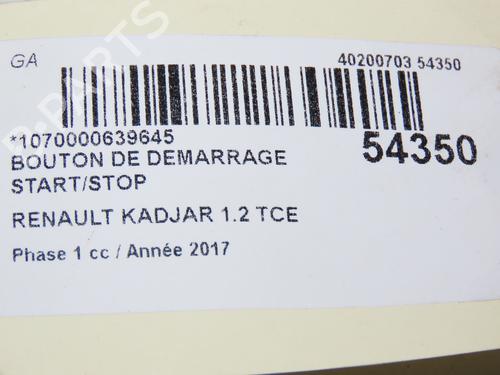 GA
40200703 54350
*1070000639645
54350
BOUTON DE DEMARRAGE
START/STOP
RENAULT KADJAR 1.2 TCE
Phase 1 cc / Année 2017